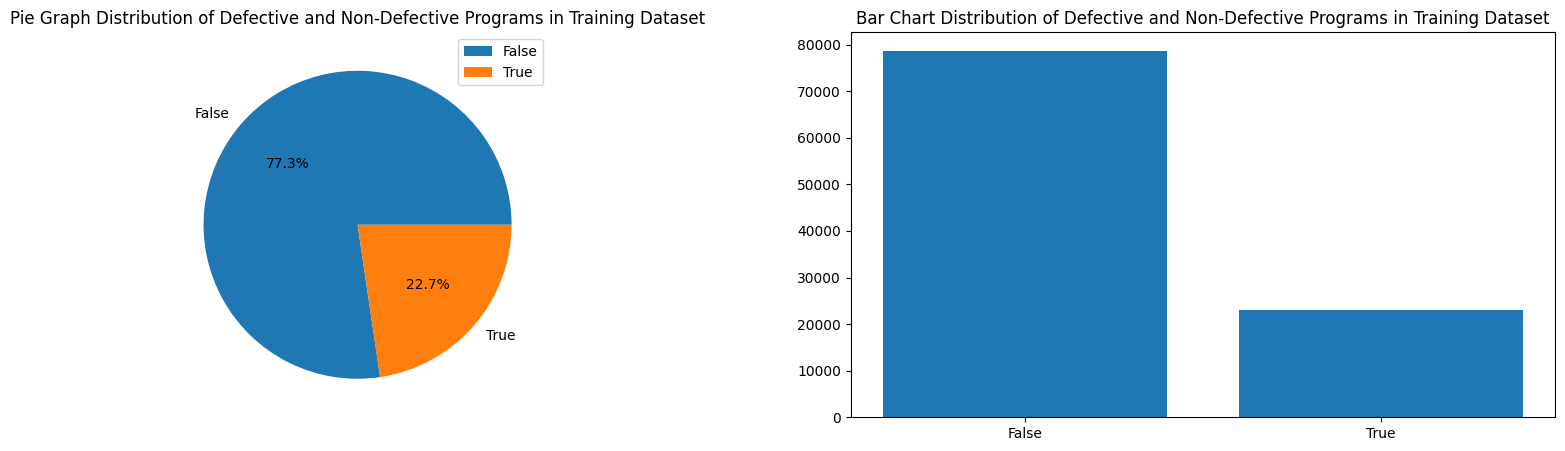 Pie Graph Distribution of Defective and Non-Defective Programs in Training Dataset
False
True
False
77.3%
22.7%
True
Bar Chart Distribution of Defective and Non-Defective Programs in Training Dataset
80000
70000
60000
50000
40000
30000
20000
10000
0
False
True